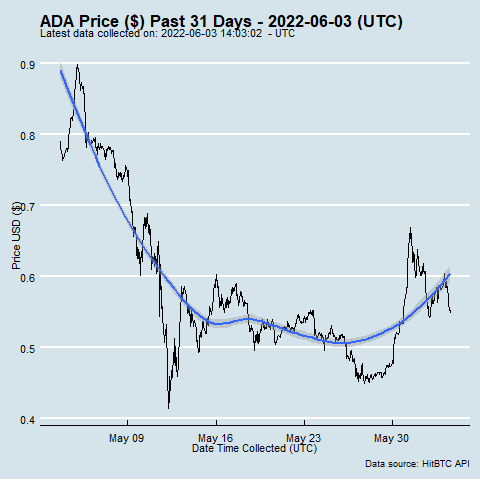 ADA Price ($) Past 31 Days - 2022-06-03 (UTC)
Latest data collected on: 2022-06-03 14:03:02 - UTC
0.9
0.8
0.7
0.6
0.5
0.4
Price USD ($)
May 09
May 16
May 23
May 30
Date Time Collected (UTC)
Data source: HitBTC API